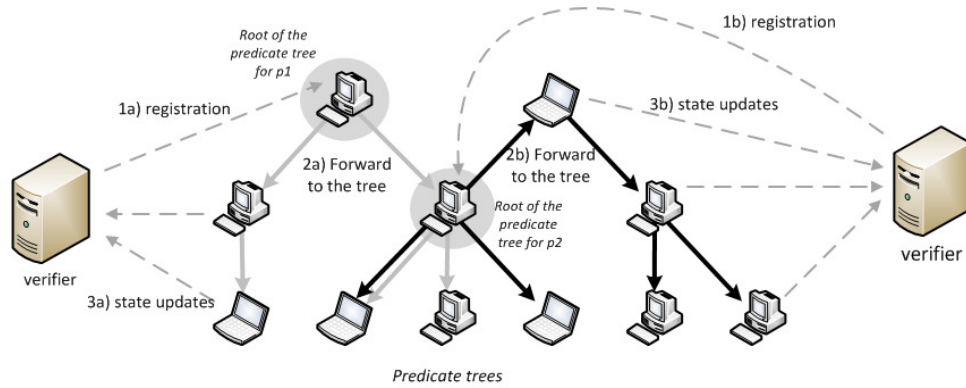 1b) registration
Root of the
predicate tree
for p1
1a) registration
3b) state updates
2a) Forward
to the tree
2b) Forward
to the tree
Root of the
predicate
tree for p2
verifier
verifier
3a) state updates
Predicate trees